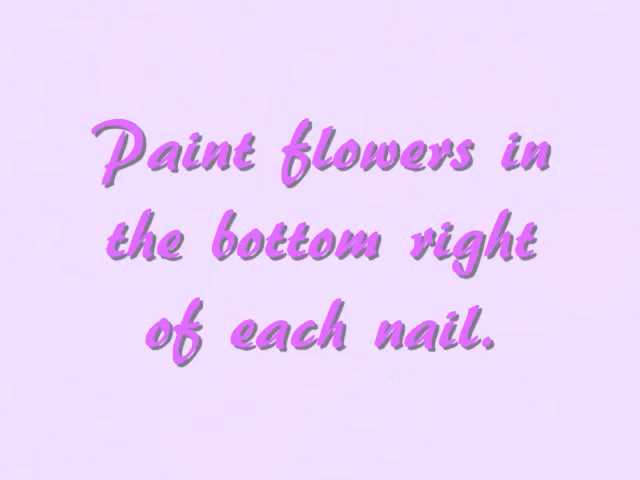 Paint flowers in
the bottom right
of each nail.